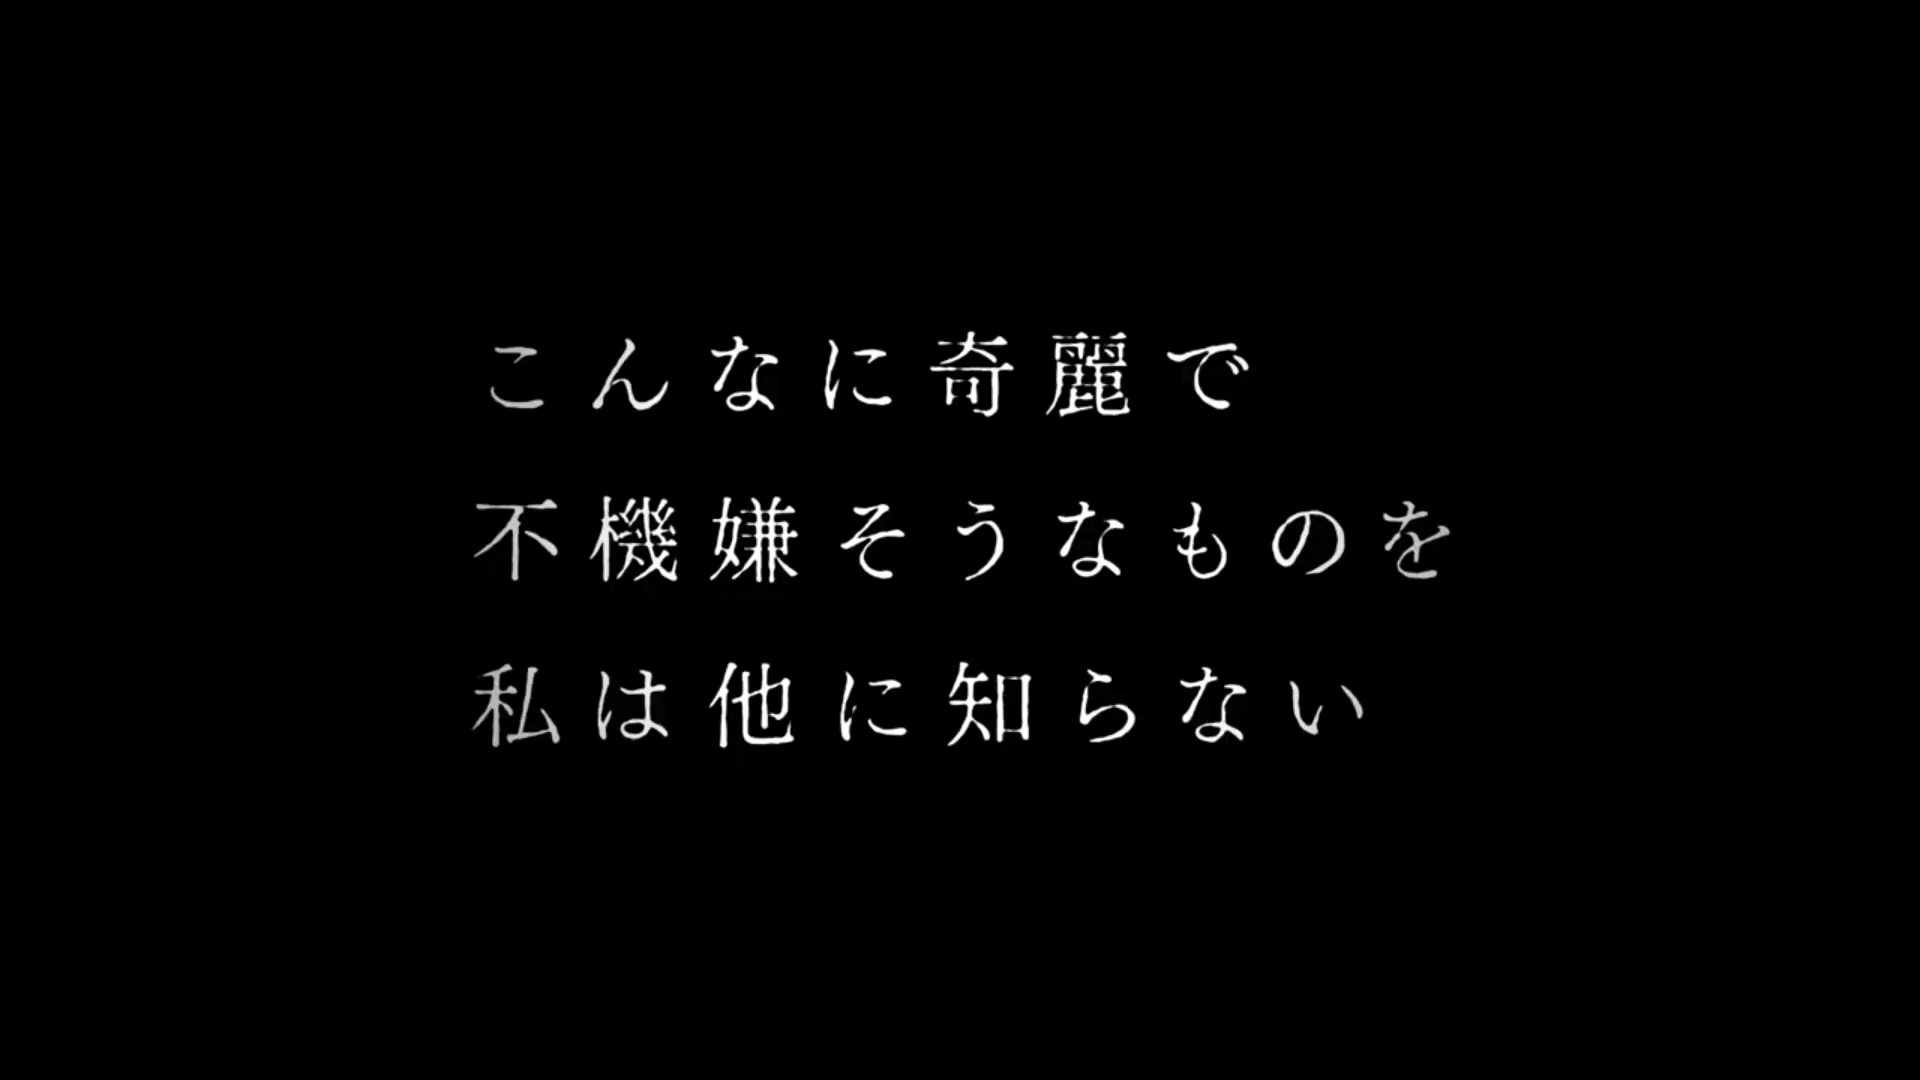 こんなに奇麗で
不機嫌そうなものを
私は他に知らない